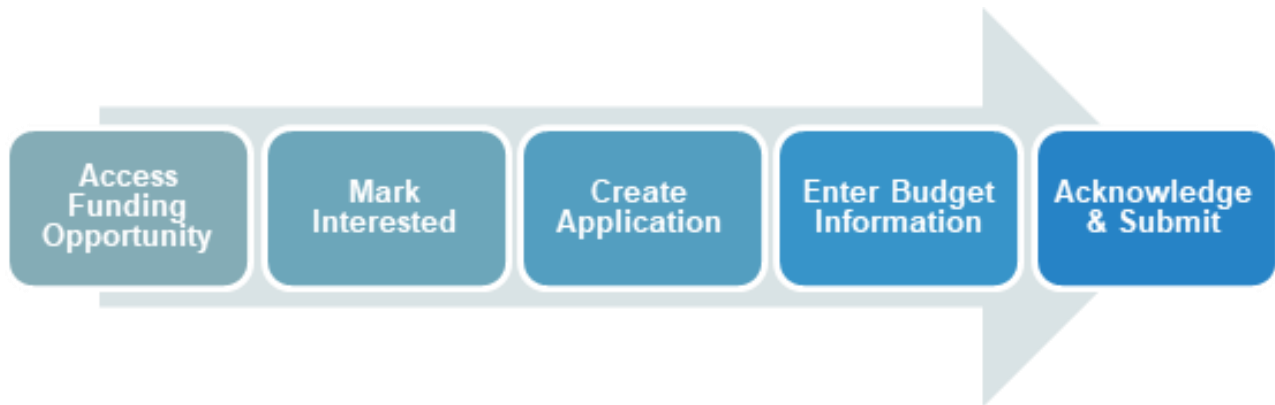 Access
Funding
Opportunity
Mark
Interested
Create
Application
Enter Budget
Information
Acknowledge
& Submit